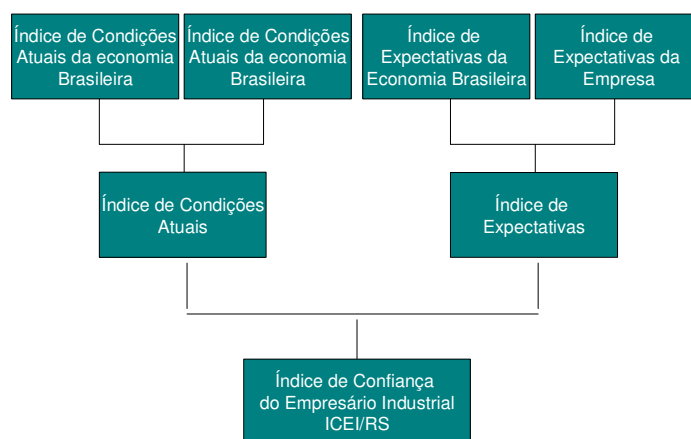 Índice de Condições
Atuais da economia
Brasileira
Índice de Condições
Atuais da economia
Brasileira
Índice de
Expectativas da
Economia Brasileira
Índice de
Expectativas da
Empresa
Índice de Condições
Atuais
Índice de
Expectativas
Índice de Confiança
do Empresário Industrial
ICEI/RS